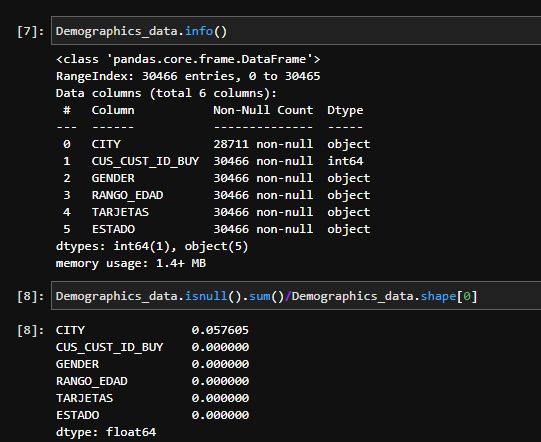 [7]: Demographics_data.info()
<class 'pandas.core.frame.DataFrame'>
RangeIndex: 30466 entries, 0 to 30465
Data columns (total 6 columns):
 #   Column           Non-Null Count  Dtype
---  ------           --------------  -----
 0   CITY             28711 non-null  object
 1   CUS_CUST_ID_BUY  30466 non-null  int64
 2   GENDER           30466 non-null  object
 3   RANGO_EDAD       30466 non-null  object
 4   TARJETAS         30466 non-null  object
 5   ESTADO           30466 non-null  object
dtypes: int64(1), object(5)
memory usage: 1.4+ MB
[8]: Demographics_data.isnull().sum()/Demographics_data.shape[0]
[8]: CITY               0.057605
CUS_CUST_ID_BUY    0.000000
GENDER             0.000000
RANGO_EDAD         0.000000
TARJETAS           0.000000
ESTADO             0.000000
dtype: float64